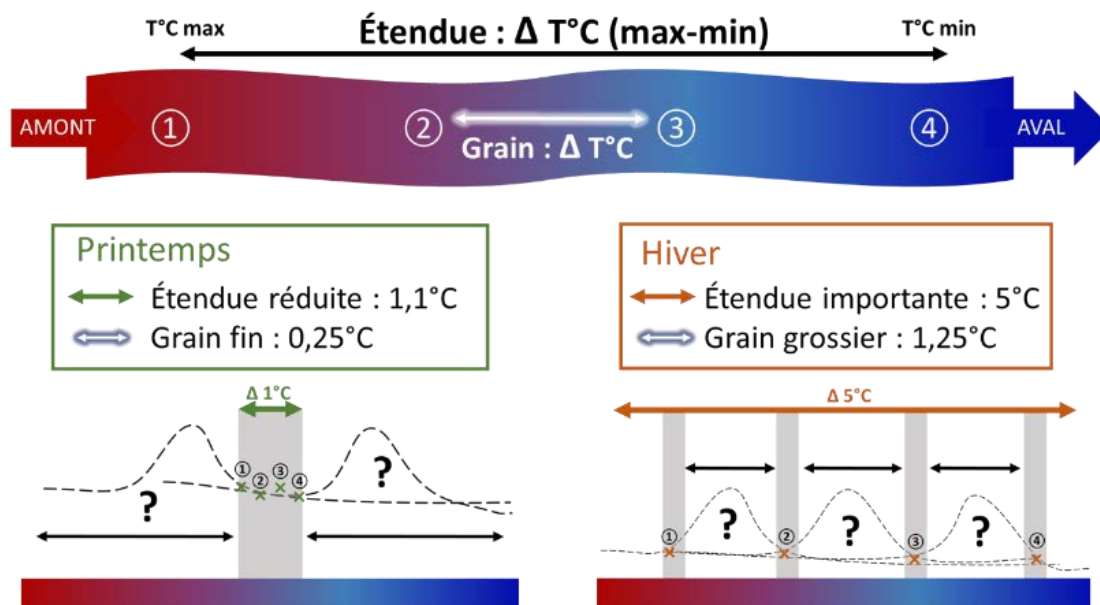 T°C max
Étendue : Δ T°C (max-min)
T°C min
AMONT
①
②
③
④
AVAL
Grain : Δ T°C
Printemps
Étendue réduite : 1,1°C
Grain fin : 0,25°C
Hiver
Étendue importante : 5°C
Grain grossier : 1,25°C
Δ 1°C
①
②
③
④
?
?
Δ 5°C
①
②
③
④
?
?
?